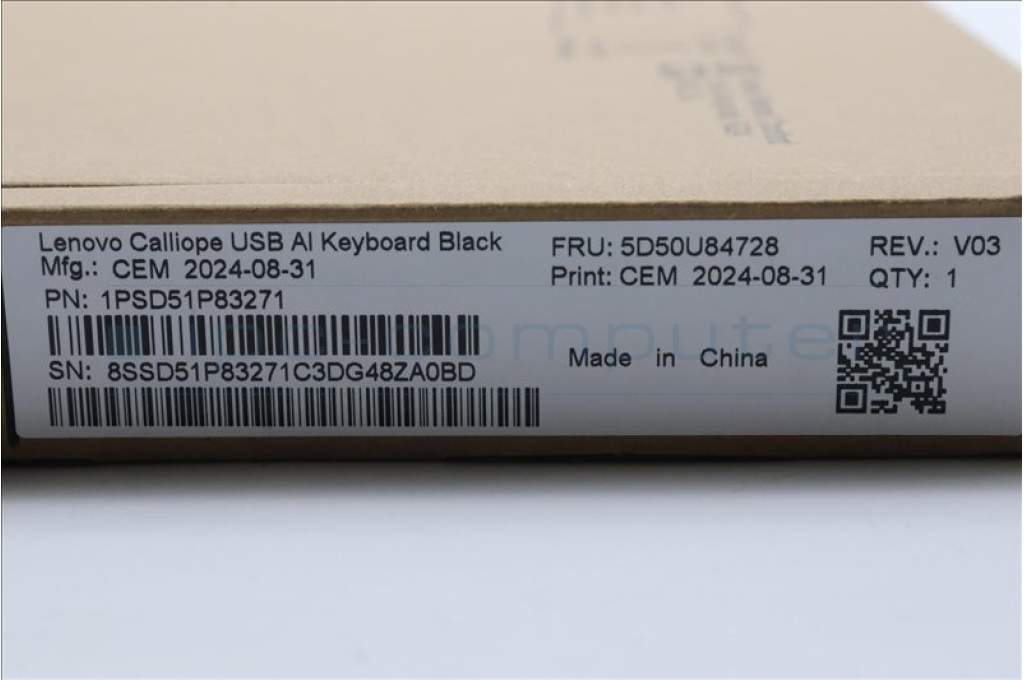 Lenovo Calliope USB AI Keyboard Black
Mfg.: CEM 2024-08-31
PN: 1PSD51P83271
SN: 8SSD51P83271C3DG48ZA0BD
FRU: 5D50U84728
Print: CEM 2024-08-31
Made in China
REV.: V03
QTY: 1
compute